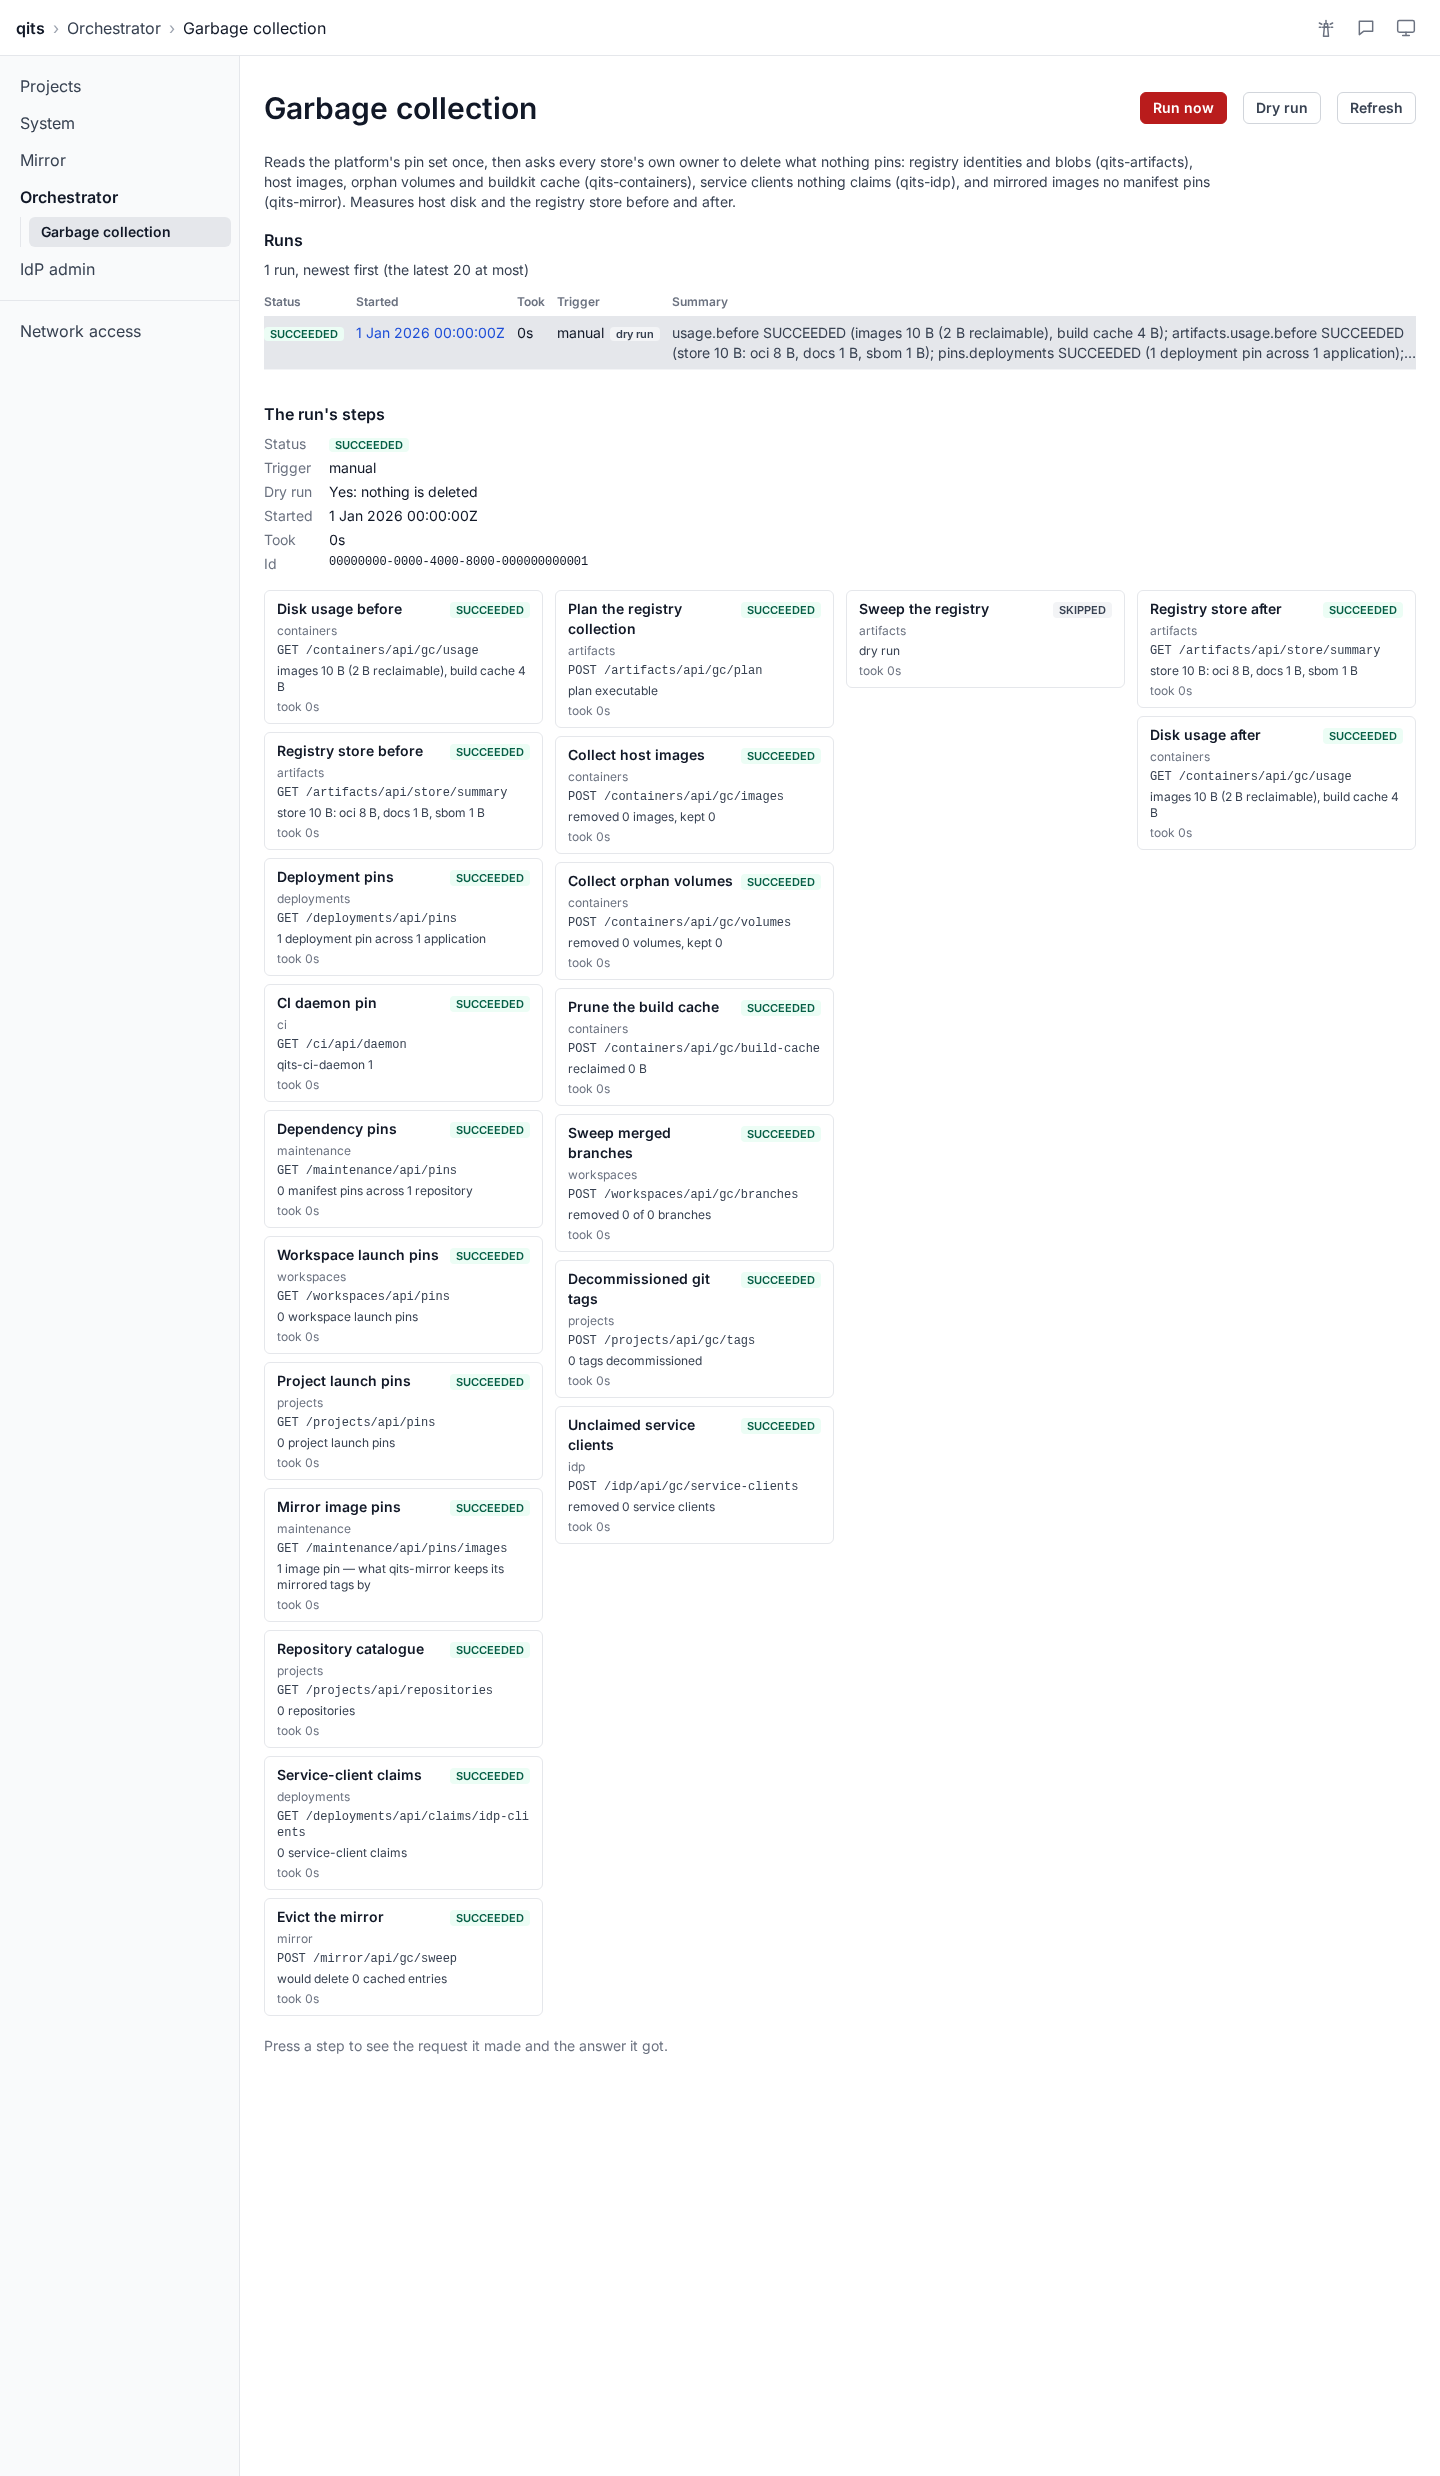 qits › Orchestrator › Garbage collection
Projects
System
Mirror
Orchestrator
Garbage collection
IdP admin
Network access
Garbage collection
Run now
Dry run
Refresh
Reads the platform's pin set once, then asks every store's own owner to delete what nothing pins: registry identities and blobs (qits-artifacts),
host images, orphan volumes and buildkit cache (qits-containers), service clients nothing claims (qits-idp), and mirrored images no manifest pins
(qits-mirror). Measures host disk and the registry store before and after.
Runs
1 run, newest first (the latest 20 at most)
Status Started Took Trigger Summary
SUCCEEDED 1 Jan 2026 00:00:00Z 0s manual dry run usage.before SUCCEEDED (images 10 B (2 B reclaimable), build cache 4 B); artifacts.usage.before SUCCEEDED
(store 10 B: oci 8 B, docs 1 B, sbom 1 B); pins.deployments SUCCEEDED (1 deployment pin across 1 application);...
The run's steps
Status SUCCEEDED
Trigger manual
Dry run Yes: nothing is deleted
Started 1 Jan 2026 00:00:00Z
Took 0s
Id 00000000-0000-4000-8000-000000000001
Disk usage before SUCCEEDED
containers
GET /containers/api/gc/usage
images 10 B (2 B reclaimable), build cache 4
B
took 0s
Registry store before SUCCEEDED
artifacts
GET /artifacts/api/store/summary
store 10 B: oci 8 B, docs 1 B, sbom 1 B
took 0s
Deployment pins SUCCEEDED
deployments
GET /deployments/api/pins
1 deployment pin across 1 application
took 0s
CI daemon pin SUCCEEDED
ci
GET /ci/api/daemon
qits-ci-daemon 1
took 0s
Dependency pins SUCCEEDED
maintenance
GET /maintenance/api/pins
0 manifest pins across 1 repository
took 0s
Workspace launch pins SUCCEEDED
workspaces
GET /workspaces/api/pins
0 workspace launch pins
took 0s
Project launch pins SUCCEEDED
projects
GET /projects/api/pins
0 project launch pins
took 0s
Mirror image pins SUCCEEDED
maintenance
GET /maintenance/api/pins/images
1 image pin — what qits-mirror keeps its
mirrored tags by
took 0s
Repository catalogue SUCCEEDED
projects
GET /projects/api/repositories
0 repositories
took 0s
Service-client claims SUCCEEDED
deployments
GET /deployments/api/claims/idp-cli
ents
0 service-client claims
took 0s
Evict the mirror SUCCEEDED
mirror
POST /mirror/api/gc/sweep
would delete 0 cached entries
took 0s
Plan the registry SUCCEEDED
collection
artifacts
POST /artifacts/api/gc/plan
plan executable
took 0s
Collect host images SUCCEEDED
containers
POST /containers/api/gc/images
removed 0 images, kept 0
took 0s
Collect orphan volumes SUCCEEDED
containers
POST /containers/api/gc/volumes
removed 0 volumes, kept 0
took 0s
Prune the build cache SUCCEEDED
containers
POST /containers/api/gc/build-cache
reclaimed 0 B
took 0s
Sweep merged SUCCEEDED
branches
workspaces
POST /workspaces/api/gc/branches
removed 0 of 0 branches
took 0s
Decommissioned git SUCCEEDED
tags
projects
POST /projects/api/gc/tags
0 tags decommissioned
took 0s
Unclaimed service SUCCEEDED
clients
idp
POST /idp/api/gc/service-clients
removed 0 service clients
took 0s
Sweep the registry SKIPPED
artifacts
dry run
took 0s
Registry store after SUCCEEDED
artifacts
GET /artifacts/api/store/summary
store 10 B: oci 8 B, docs 1 B, sbom 1 B
took 0s
Disk usage after SUCCEEDED
containers
GET /containers/api/gc/usage
images 10 B (2 B reclaimable), build cache 4
B
took 0s
Press a step to see the request it made and the answer it got.